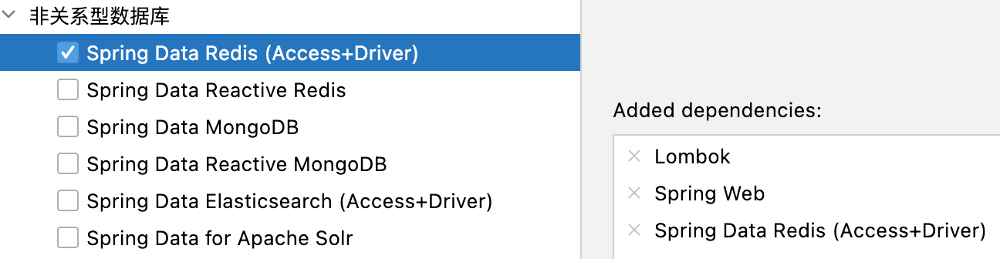 非关系型数据库
Spring Data Redis (Access+Driver)
Spring Data Reactive Redis
Spring Data MongoDB
Spring Data Reactive MongoDB
Spring Data Elasticsearch (Access+Driver)
Spring Data for Apache Solr
Added dependencies:
Lombok
Spring Web
Spring Data Redis (Access+Driver)